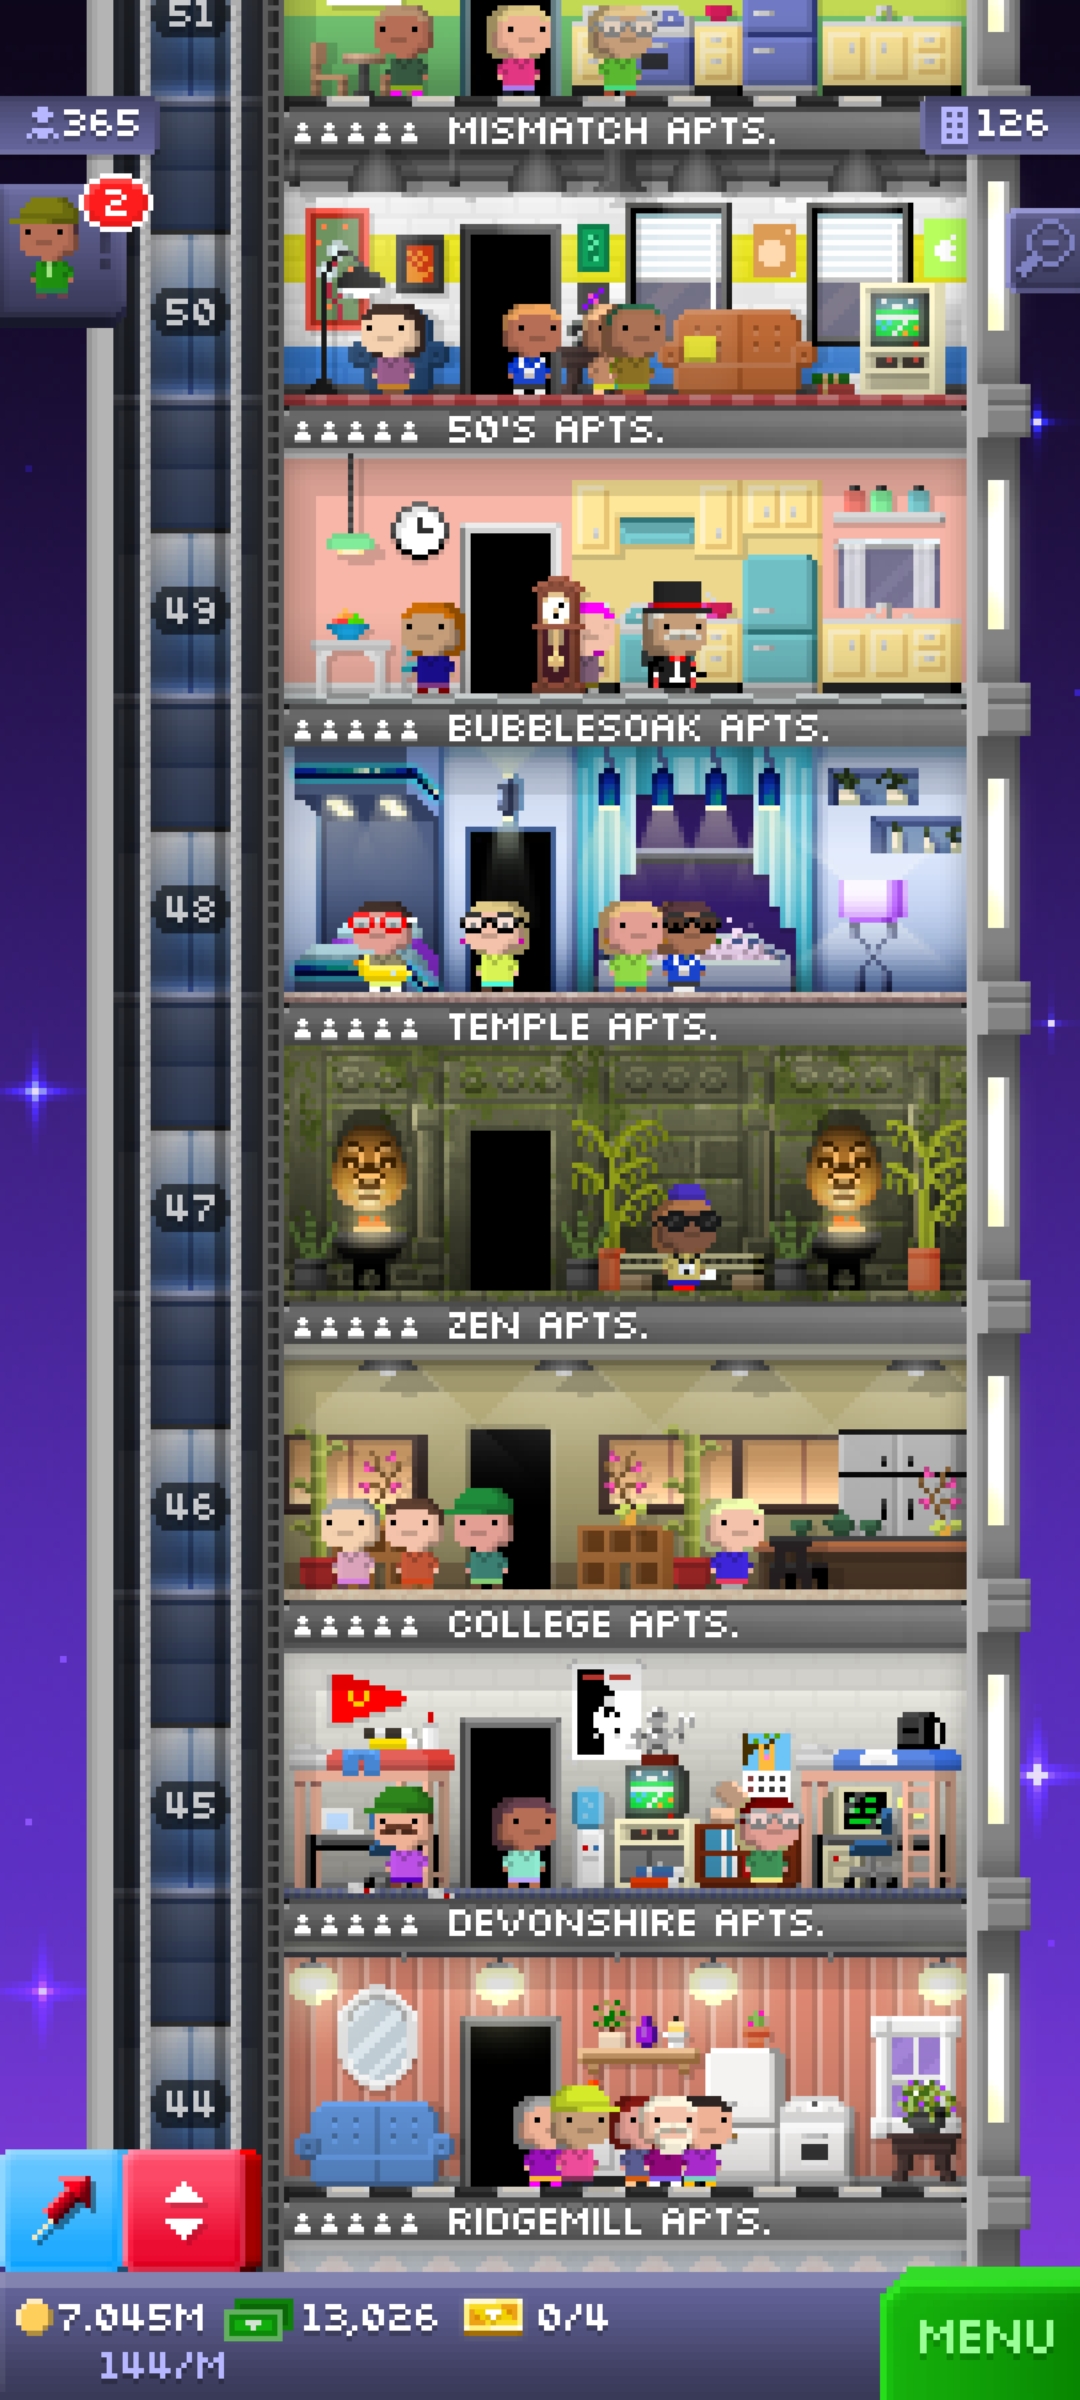 51
365
126
MISMATCH APTS.
2
50
50'S APTS.
49
BUBBLESOAK APTS.
48
TEMPLE APTS.
47
ZEN APTS.
46
COLLEGE APTS.
45
DEVONSHIRE APTS.
44
RIDGEMILL APTS.
7.045M 13,026 0/4
144/M
MENU